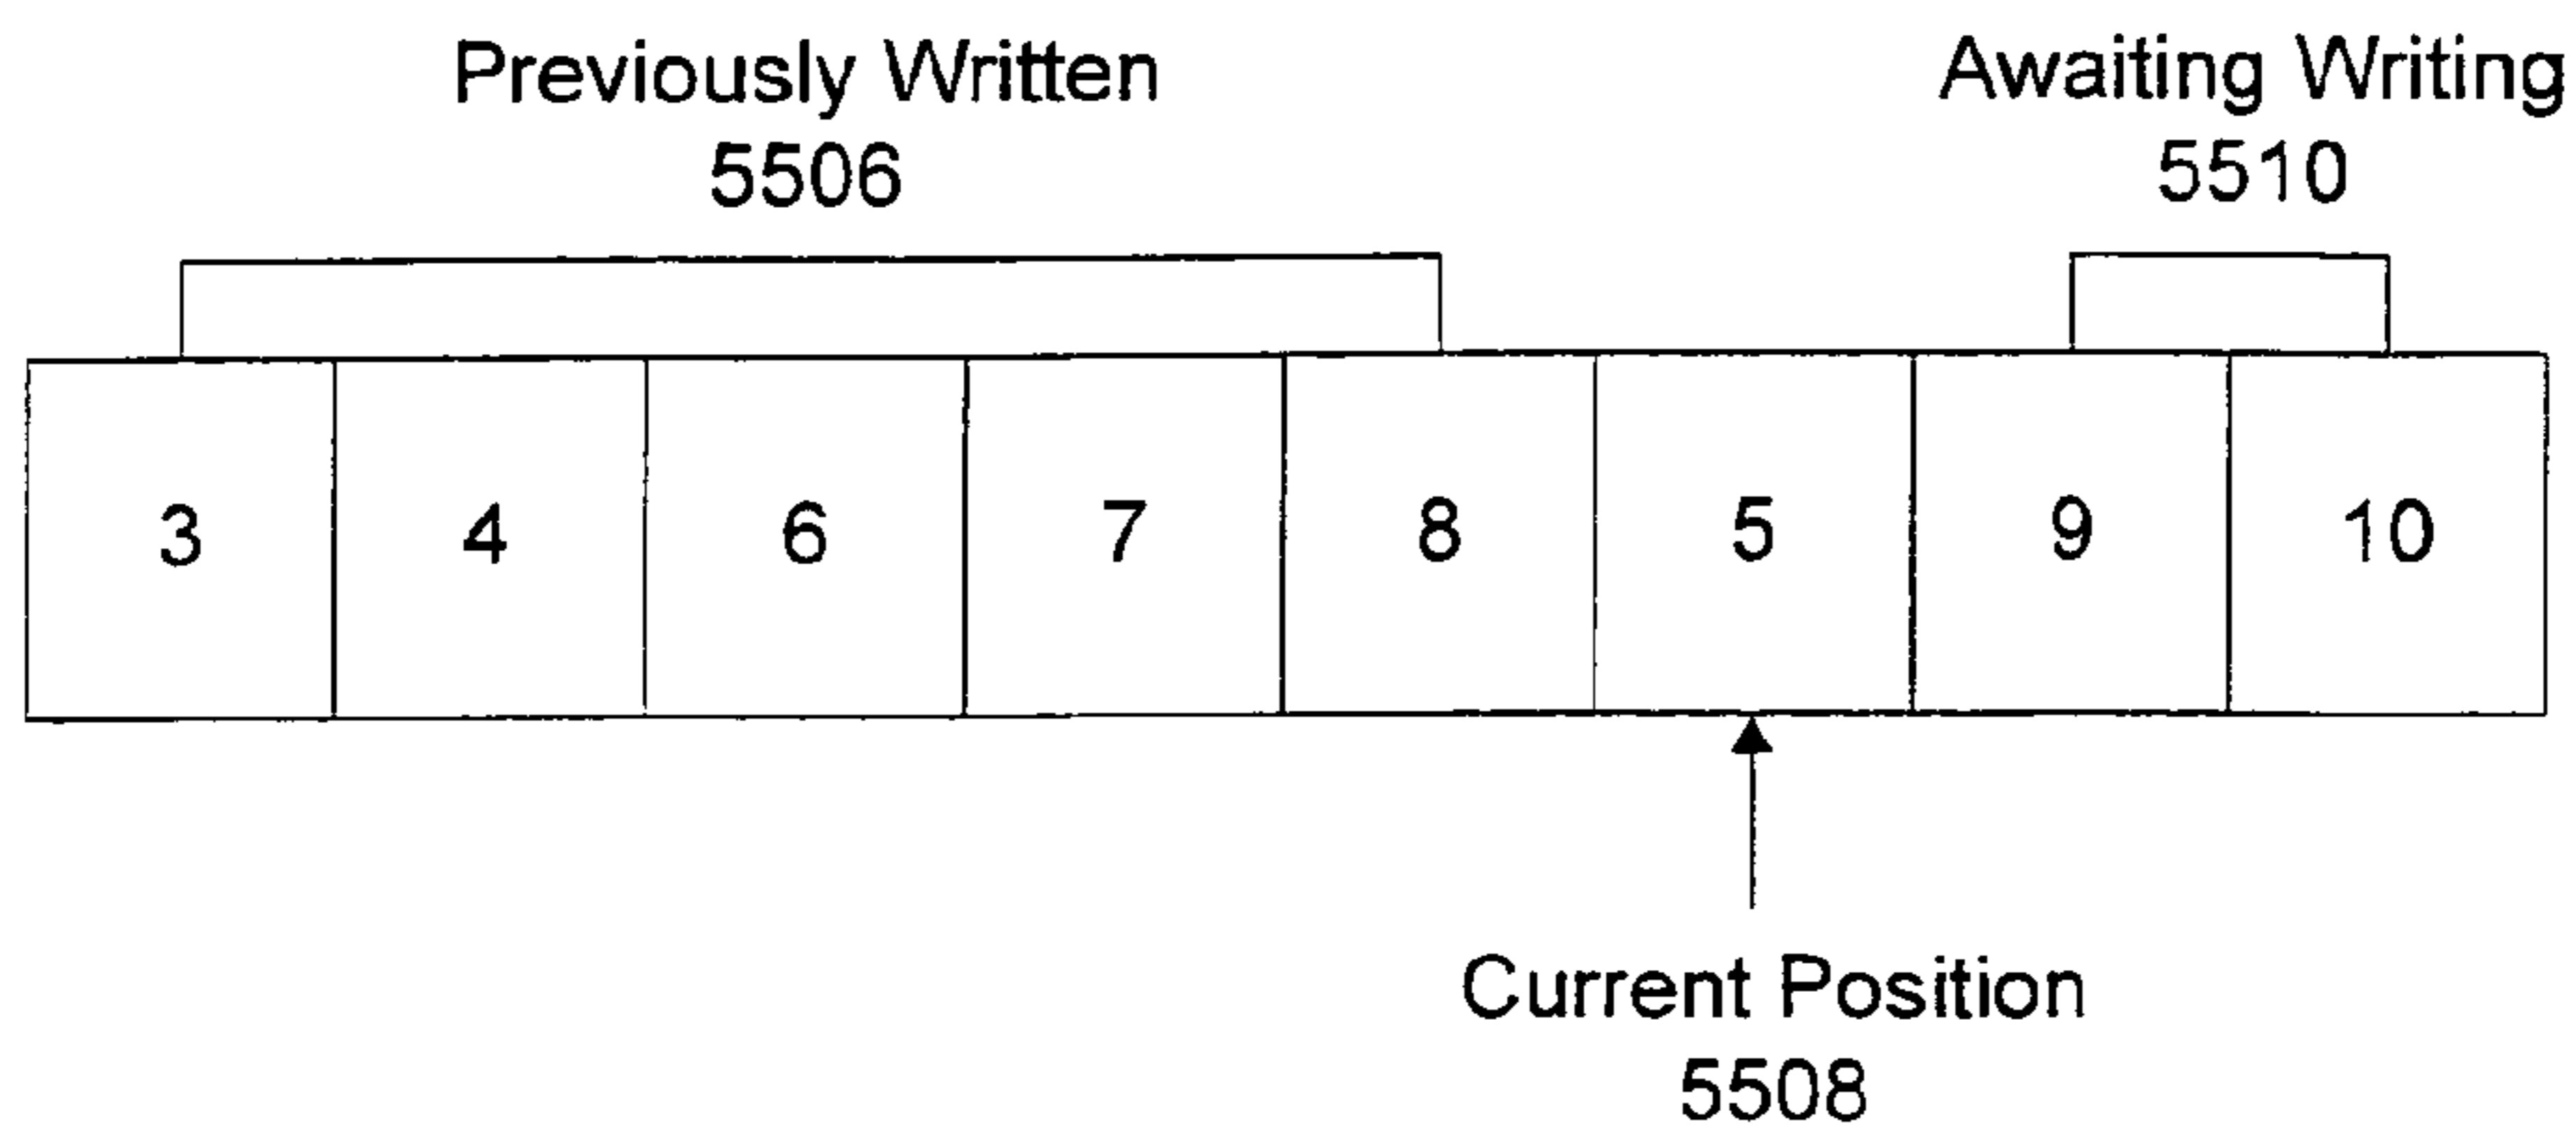 Previously Written
5506
Awaiting Writing
5510
3 4 6 7 8 5 9 10
Current Position
5508